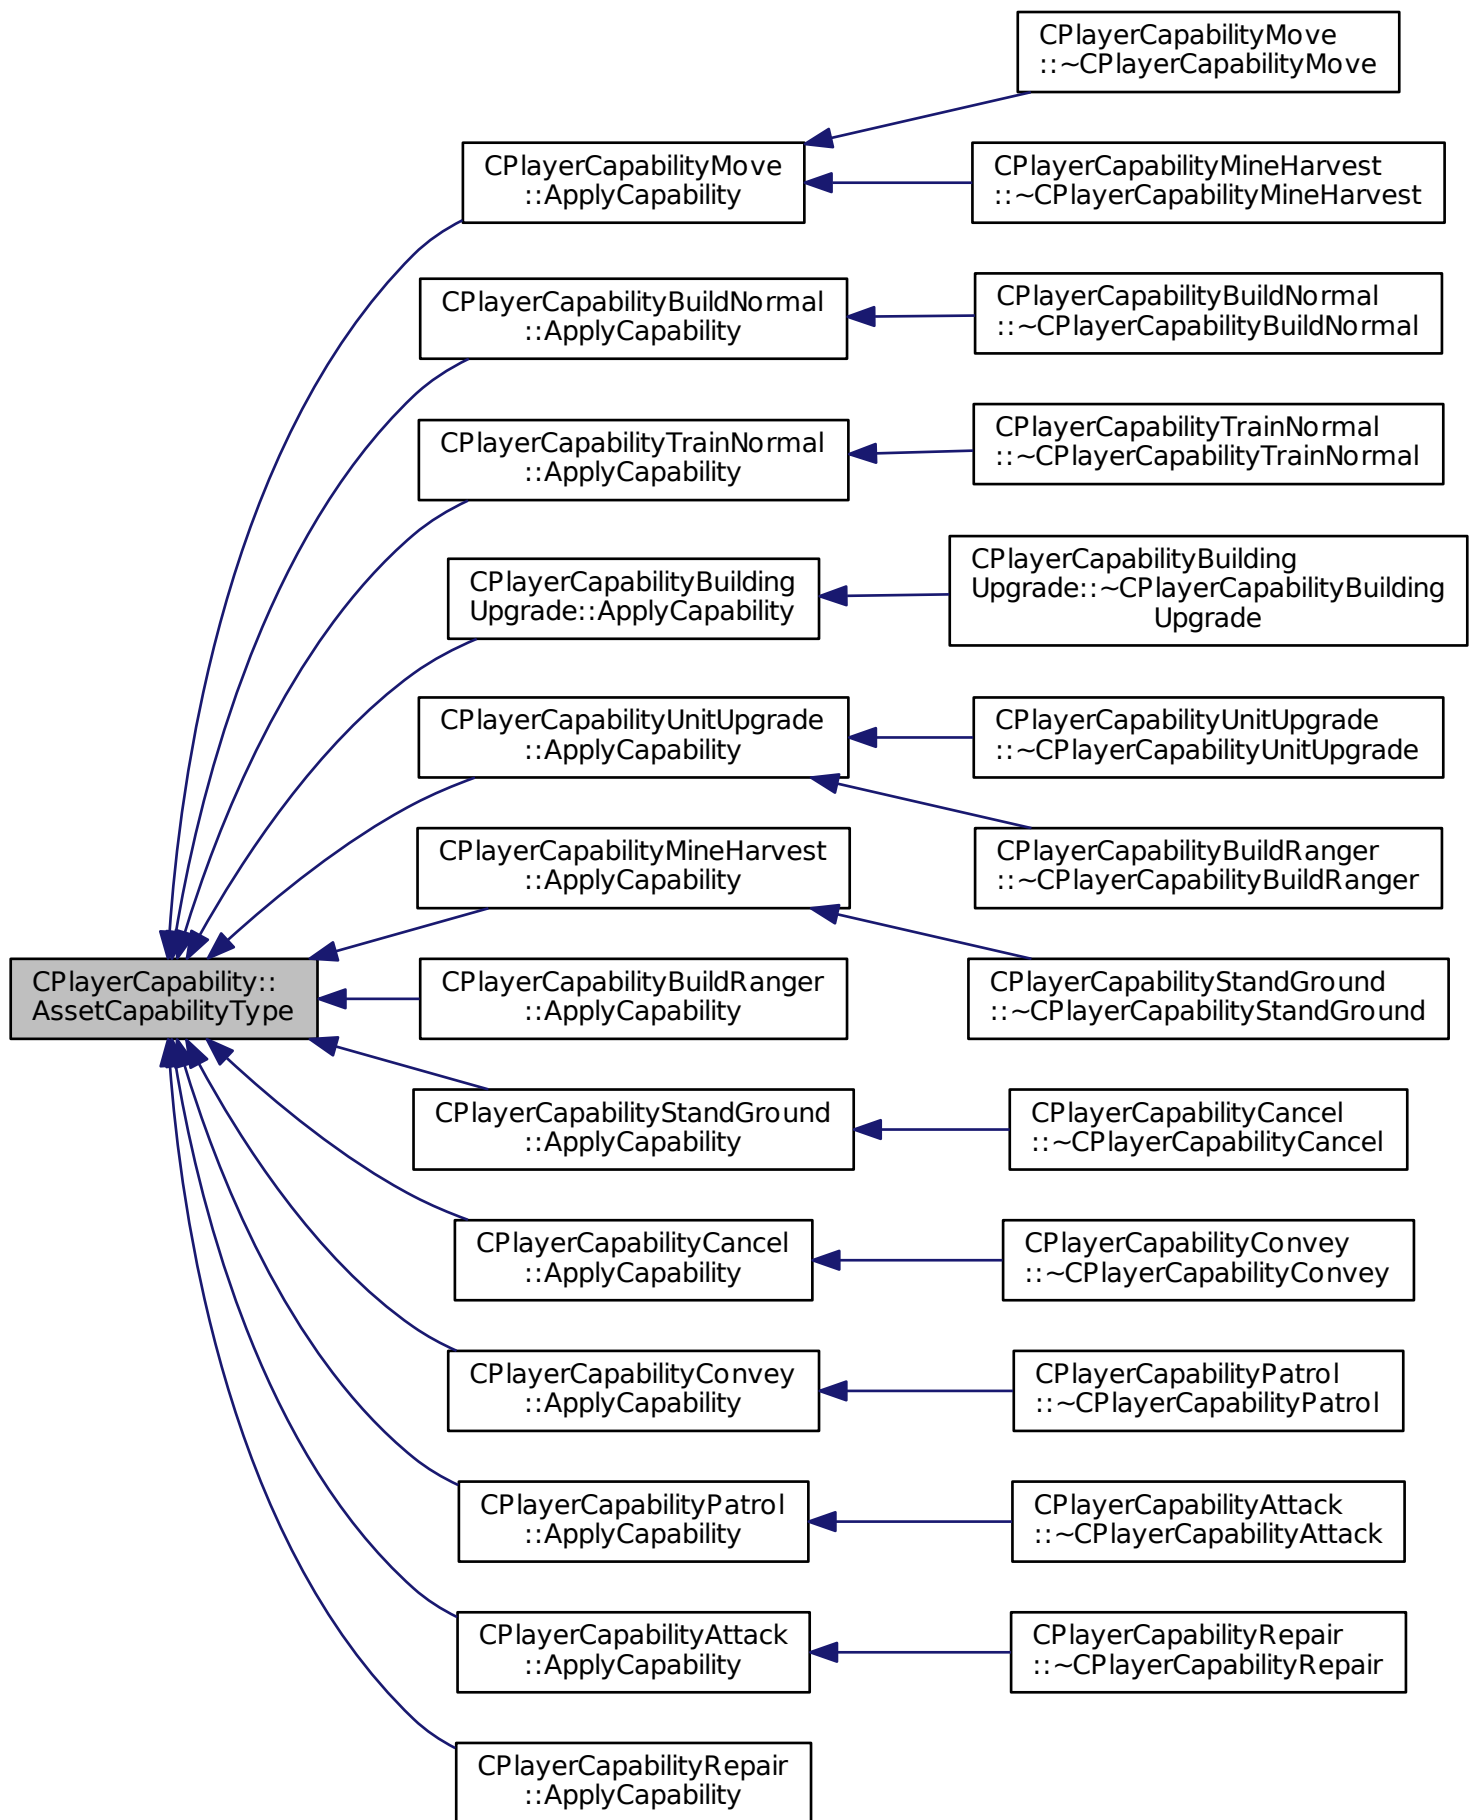 CPlayerCapabilityMove
::~CPlayerCapabilityMove
CPlayerCapabilityMove
::ApplyCapability
CPlayerCapabilityMineHarvest
::~CPlayerCapabilityMineHarvest
CPlayerCapabilityBuildNormal
::ApplyCapability
CPlayerCapabilityBuildNormal
::~CPlayerCapabilityBuildNormal
CPlayerCapabilityTrainNormal
::ApplyCapability
CPlayerCapabilityTrainNormal
::~CPlayerCapabilityTrainNormal
CPlayerCapabilityBuilding
Upgrade::ApplyCapability
CPlayerCapabilityBuilding
Upgrade::~CPlayerCapabilityBuilding
Upgrade
CPlayerCapabilityUnitUpgrade
::ApplyCapability
CPlayerCapabilityUnitUpgrade
::~CPlayerCapabilityUnitUpgrade
CPlayerCapabilityMineHarvest
::ApplyCapability
CPlayerCapabilityBuildRanger
::~CPlayerCapabilityBuildRanger
CPlayerCapability::
AssetCapabilityType
CPlayerCapabilityBuildRanger
::ApplyCapability
CPlayerCapabilityStandGround
::~CPlayerCapabilityStandGround
CPlayerCapabilityStandGround
::ApplyCapability
CPlayerCapabilityCancel
::~CPlayerCapabilityCancel
CPlayerCapabilityCancel
::ApplyCapability
CPlayerCapabilityConvey
::~CPlayerCapabilityConvey
CPlayerCapabilityConvey
::ApplyCapability
CPlayerCapabilityPatrol
::~CPlayerCapabilityPatrol
CPlayerCapabilityPatrol
::ApplyCapability
CPlayerCapabilityAttack
::~CPlayerCapabilityAttack
CPlayerCapabilityAttack
::ApplyCapability
CPlayerCapabilityRepair
::~CPlayerCapabilityRepair
CPlayerCapabilityRepair
::ApplyCapability